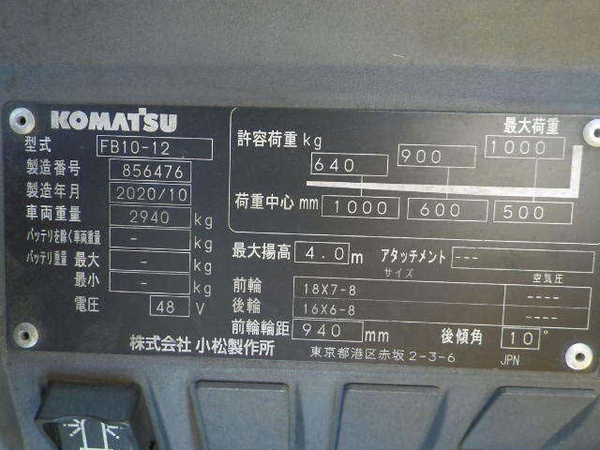 KOMATSU
型式 FB10-12
製造番号 856476
製造年月 2020/10
車両重量 2940 kg
バッテリを除く車両重量 - kg
バッテリ重量 最大 - kg
最小 - kg
電圧 48 V
最大荷重
許容荷重 kg 640 900 1000
荷重中心 mm 1000 600 500
最大揚高 4.0 m アタッチメント ---
サイズ 空気圧
前輪 18X7-8 ----
後輪 16X6-8 ----
前輪輪距 940 mm 後傾角 10°
株式会社 小松製作所 東京都港区赤坂2-3-6 JPN